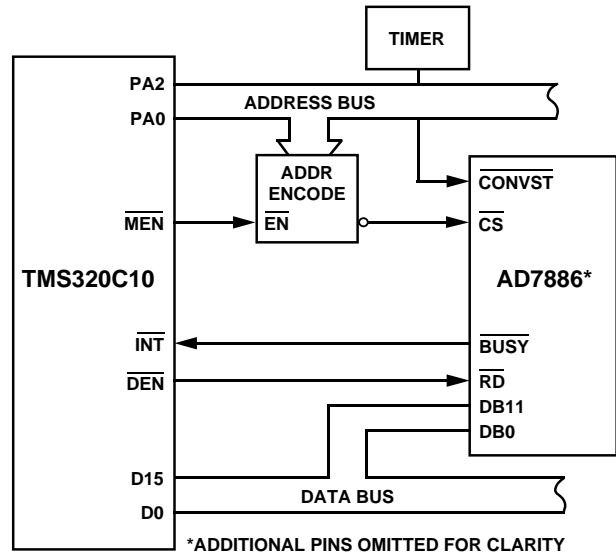 TIMER
PA2
ADDRESS BUS
PA0
ADDR
ENCODE
CONVST
MEN
EN
CS
TMS320C10
AD7886*
INT
BUSY
DEN
RD
DB11
DB0
D15
DATA BUS
D0
*ADDITIONAL PINS OMITTED FOR CLARITY